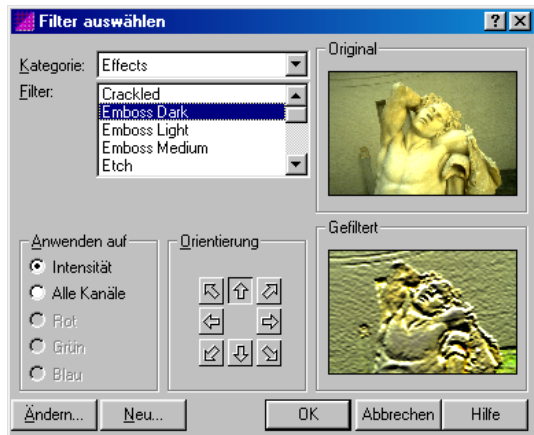 Filter auswählen
Original
Kategorie: Effects
Filter:
Crackled
Emboss Dark
Emboss Light
Emboss Medium
Etch
Anwenden auf
Intensität
Alle Kanäle
Rot
Grün
Blau
Orientierung
Gefiltert
Ändern... Neu... OK Abbrechen Hilfe